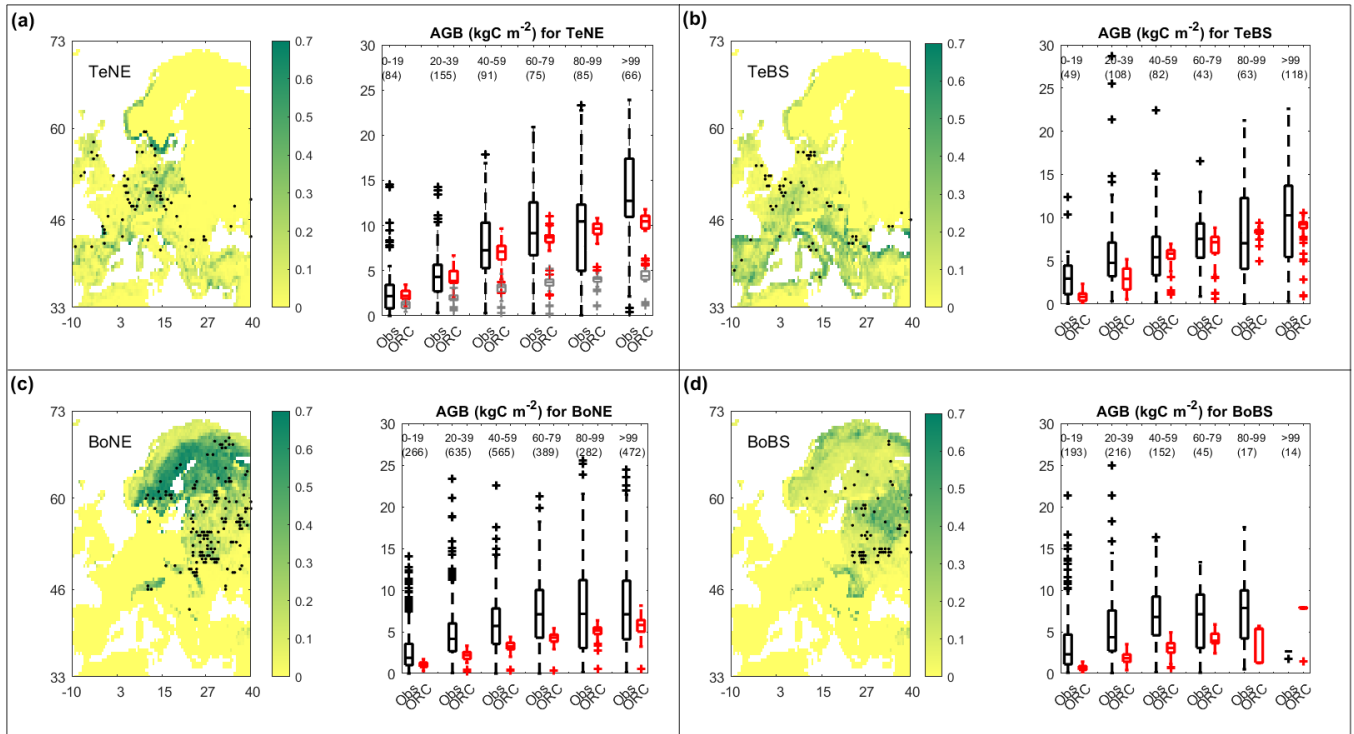 (a)
AGB (kgC m⁻²) for TeNE
73
60
46
33
-10 3 15 27 40
TeNE
0.7
0.6
0.5
0.4
0.3
0.2
0.1
0
30
25
20
15
10
5
0
0-19 20-39 40-59 60-79 80-99 >99
(84) (155) (91) (75) (85) (66)
Obs ORC Obs ORC Obs ORC Obs ORC Obs ORC Obs ORC
(b)
AGB (kgC m⁻²) for TeBS
73
60
46
33
-10 3 15 27 40
TeBS
0.7
0.6
0.5
0.4
0.3
0.2
0.1
0
30
25
20
15
10
5
0
0-19 20-39 40-59 60-79 80-99 >99
(49) (108) (82) (43) (63) (118)
Obs ORC Obs ORC Obs ORC Obs ORC Obs ORC Obs ORC
(c)
AGB (kgC m⁻²) for BoNE
73
60
46
33
-10 3 15 27 40
BoNE
0.7
0.6
0.5
0.4
0.3
0.2
0.1
0
30
25
20
15
10
5
0
0-19 20-39 40-59 60-79 80-99 >99
(266) (635) (565) (389) (282) (472)
Obs ORC Obs ORC Obs ORC Obs ORC Obs ORC Obs ORC
(d)
AGB (kgC m⁻²) for BoBS
73
60
46
33
-10 3 15 27 40
BoBS
0.7
0.6
0.5
0.4
0.3
0.2
0.1
0
30
25
20
15
10
5
0
0-19 20-39 40-59 60-79 80-99 >99
(193) (216) (152) (45) (17) (14)
Obs ORC Obs ORC Obs ORC Obs ORC Obs ORC Obs ORC